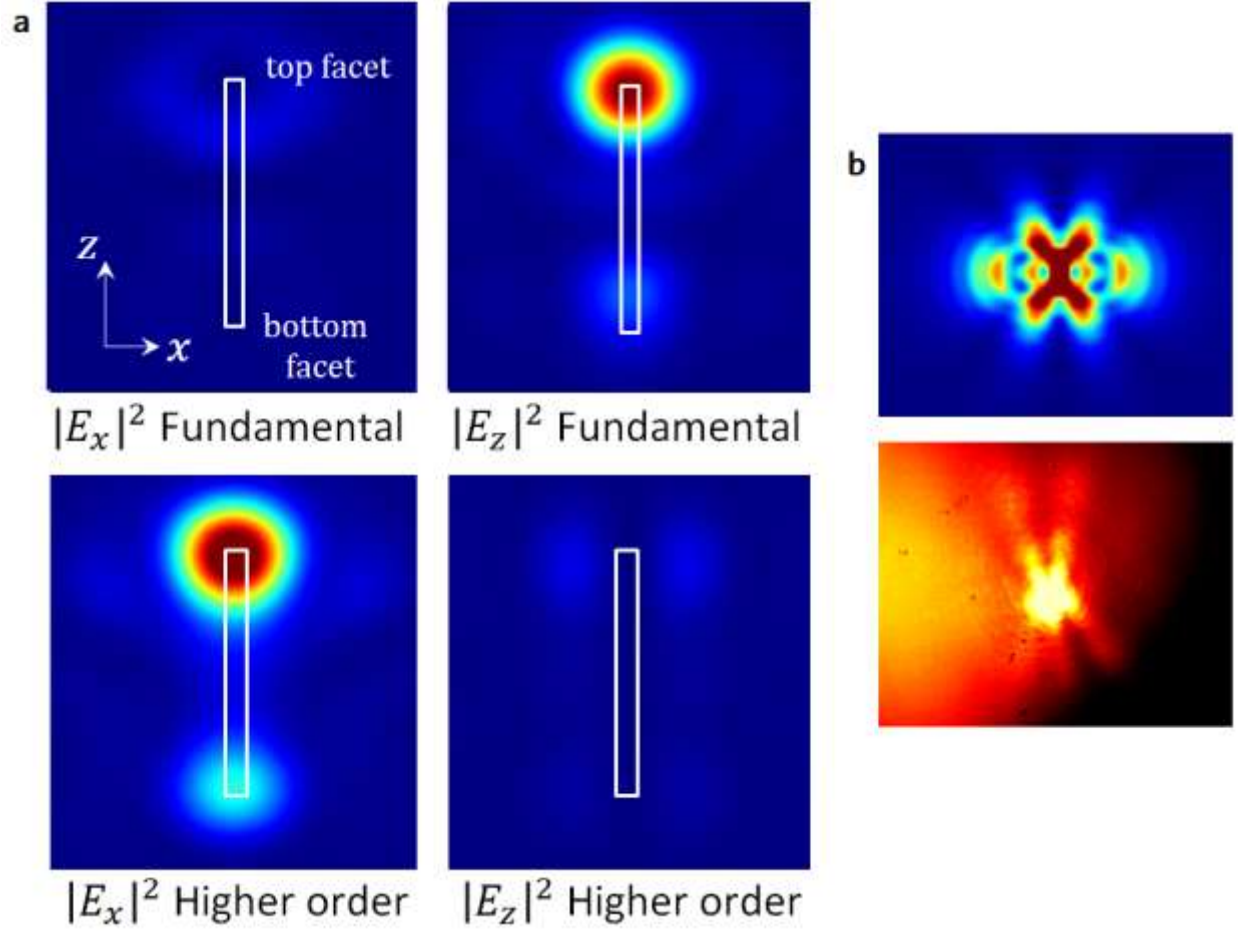 a
top facet
z
x
bottom
facet
|E_x|² Fundamental
|E_z|² Fundamental
b
|E_x|² Higher order
|E_z|² Higher order